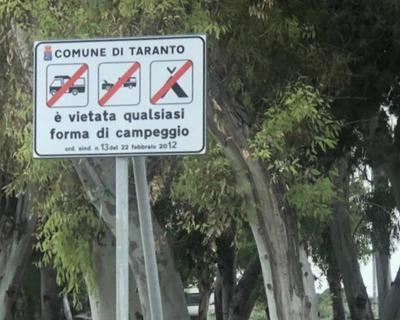 COMUNE DI TARANTO
è vietata qualsiasi
forma di campeggio
ord. sind. n. 13 del 22 febbraio 2012